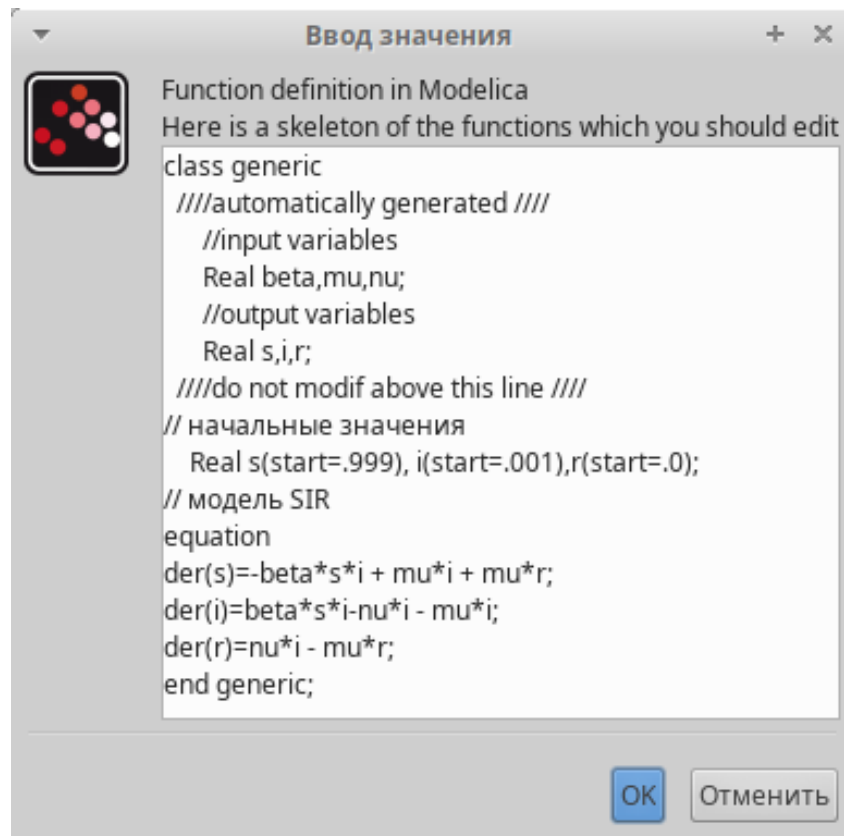 Ввод значения
Function definition in Modelica
Here is a skeleton of the functions which you should edit
class generic
////automatically generated ////
//input variables
Real beta,mu,nu;
//output variables
Real s,i,r;
////do not modif above this line ////
// начальные значения
Real s(start=.999), i(start=.001),r(start=.0);
// модель SIR
equation
der(s)=-beta*s*i + mu*i + mu*r;
der(i)=beta*s*i-nu*i - mu*i;
der(r)=nu*i - mu*r;
end generic;
OK
Отменить